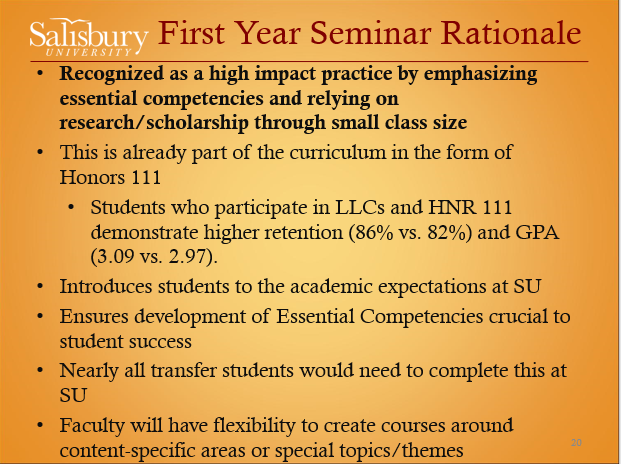 Salisbury
UNIVERSITY
First Year Seminar Rationale
• Recognized as a high impact practice by emphasizing
essential competencies and relying on
research/scholarship through small class size
• This is already part of the curriculum in the form of
Honors 111
• Students who participate in LLCs and HNR 111
demonstrate higher retention (86% vs. 82%) and GPA
(3.09 vs. 2.97).
• Introduces students to the academic expectations at SU
• Ensures development of Essential Competencies crucial to
student success
• Nearly all transfer students would need to complete this at
SU
• Faculty will have flexibility to create courses around
content-specific areas or special topics/themes
20